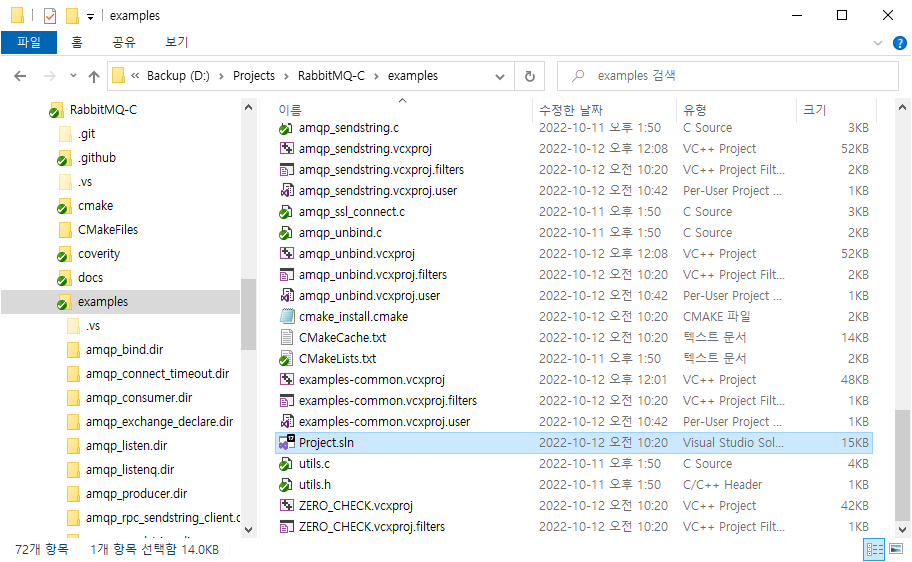 examples
파일 홈 공유 보기
« Backup (D:) › Projects › RabbitMQ-C › examples
examples 검색
RabbitMQ-C
.git
.github
.vs
cmake
CMakeFiles
coverity
docs
examples
.vs
amqp_bind.dir
amqp_connect_timeout.dir
amqp_consumer.dir
amqp_exchange_declare.dir
amqp_listen.dir
amqp_listenq.dir
amqp_producer.dir
amqp_rpc_sendstring_client.c
이름 수정한 날짜 유형 크기
amqp_sendstring.c 2022-10-11 오후 1:50 C Source 3KB
amqp_sendstring.vcxproj 2022-10-12 오후 12:08 VC++ Project 52KB
amqp_sendstring.vcxproj.filters 2022-10-12 오전 10:20 VC++ Project Filt... 2KB
amqp_sendstring.vcxproj.user 2022-10-12 오전 10:42 Per-User Project ... 1KB
amqp_ssl_connect.c 2022-10-11 오후 1:50 C Source 3KB
amqp_unbind.c 2022-10-11 오후 1:50 C Source 2KB
amqp_unbind.vcxproj 2022-10-12 오후 12:08 VC++ Project 52KB
amqp_unbind.vcxproj.filters 2022-10-12 오전 10:20 VC++ Project Filt... 2KB
amqp_unbind.vcxproj.user 2022-10-12 오전 10:42 Per-User Project ... 1KB
cmake_install.cmake 2022-10-12 오전 10:20 CMAKE 파일 2KB
CMakeCache.txt 2022-10-12 오전 10:20 텍스트 문서 14KB
CMakeLists.txt 2022-10-11 오후 1:50 텍스트 문서 2KB
examples-common.vcxproj 2022-10-12 오후 12:01 VC++ Project 48KB
examples-common.vcxproj.filters 2022-10-12 오전 10:20 VC++ Project Filt... 1KB
examples-common.vcxproj.user 2022-10-12 오전 10:42 Per-User Project ... 1KB
Project.sln 2022-10-12 오전 10:20 Visual Studio Sol... 15KB
utils.c 2022-10-11 오후 1:50 C Source 4KB
utils.h 2022-10-11 오후 1:50 C/C++ Header 1KB
ZERO_CHECK.vcxproj 2022-10-12 오전 10:20 VC++ Project 42KB
ZERO_CHECK.vcxproj.filters 2022-10-12 오전 10:20 VC++ Project Filt... 1KB
72개 항목 1개 항목 선택함 14.0KB